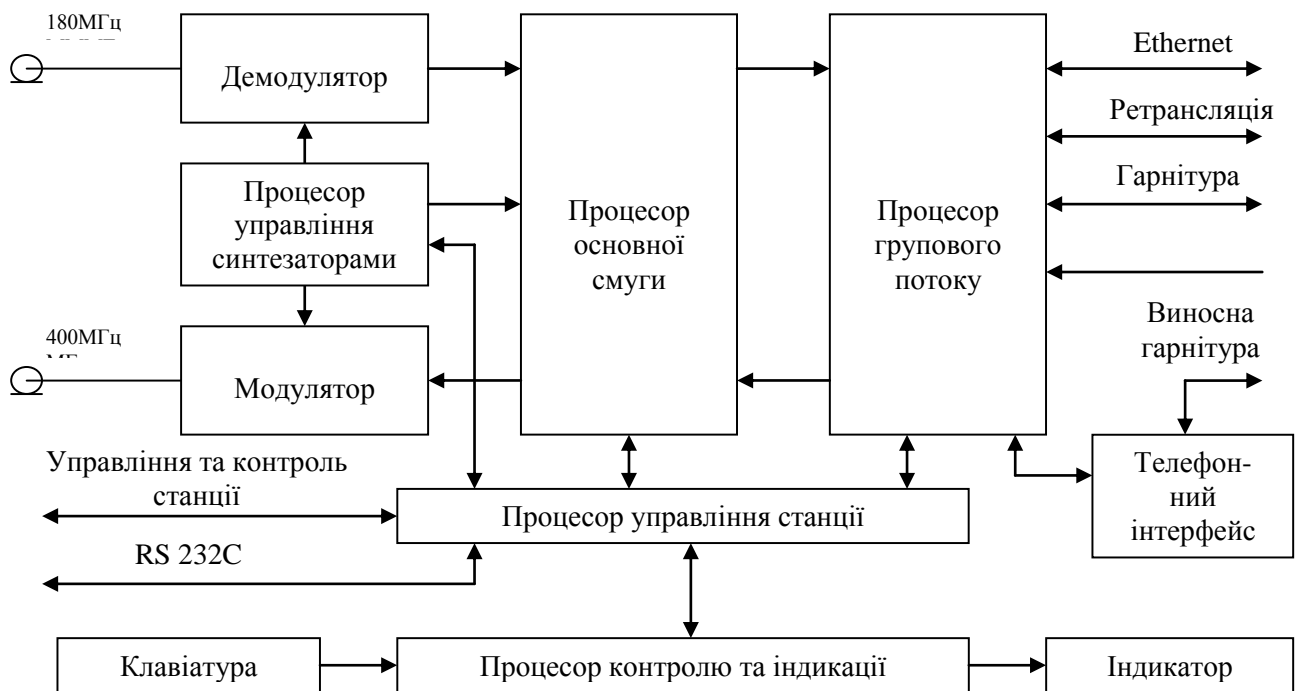 180МГц
Ethernet
Демодулятор
Ретрансляція
Процесор
управління
синтезаторами
Процесор
основної
смуги
Процесор
групового
потоку
Гарнітура
400МГц
Модулятор
Виносна
гарнітура
Управління та контроль
станції
Процесор управління станції
Телефон-
ний
інтерфейс
RS 232C
Клавіатура
Процесор контролю та індикації
Індикатор